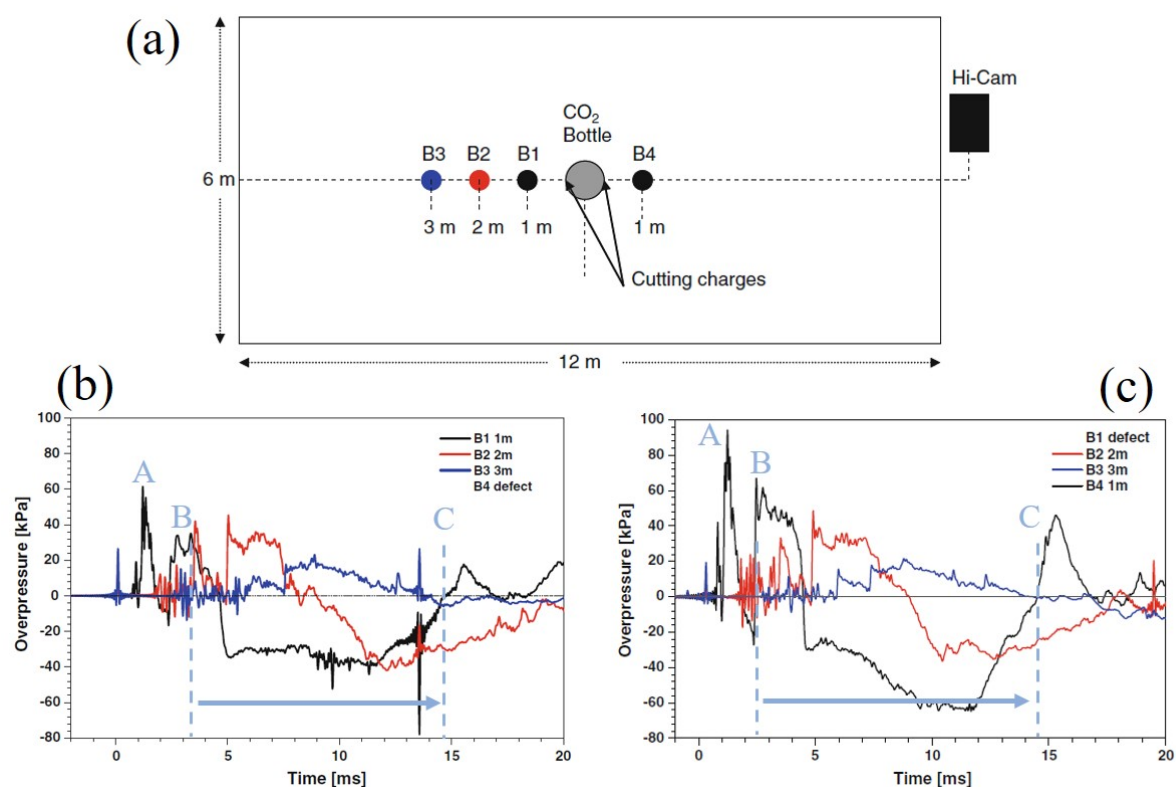 (a)
Hi-Cam
CO2
Bottle
B3 B2 B1 B4
6 m
3 m 2 m 1 m 1 m
Cutting charges
12 m
(b)
100
80
60
40
20
0
-20
-40
-60
-80
Overpressure [kPa]
A
B
C
B1 1m
B2 2m
B3 3m
B4 defect
0 5 10 15 20
Time [ms]
(c)
100
80
60
40
20
0
-20
-40
-60
-80
Overpressure [kPa]
A
B
C
B1 defect
B2 2m
B3 3m
B4 1m
0 5 10 15 20
Time [ms]